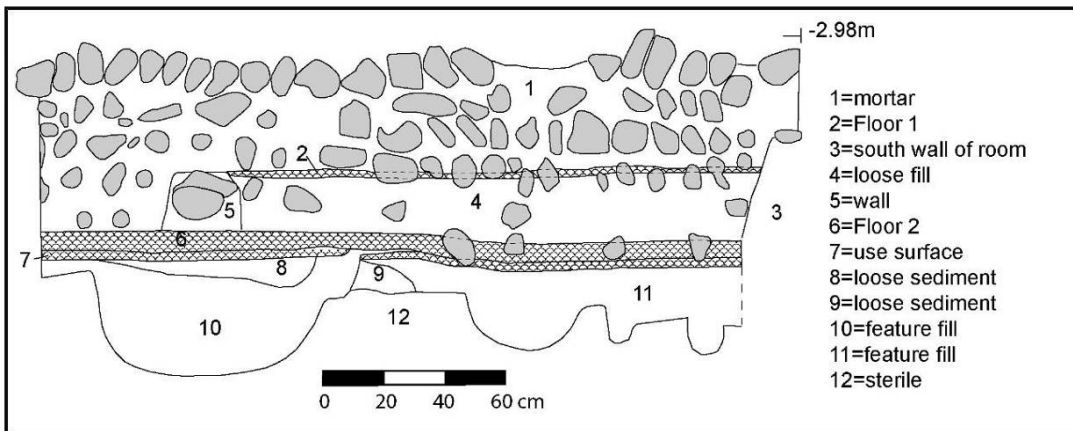 -2.98m
1
2
3
4
5
6
7
8
9
10
11
12
0 20 40 60 cm
1=mortar
2=Floor 1
3=south wall of room
4=loose fill
5=wall
6=Floor 2
7=use surface
8=loose sediment
9=loose sediment
10=feature fill
11=feature fill
12=sterile